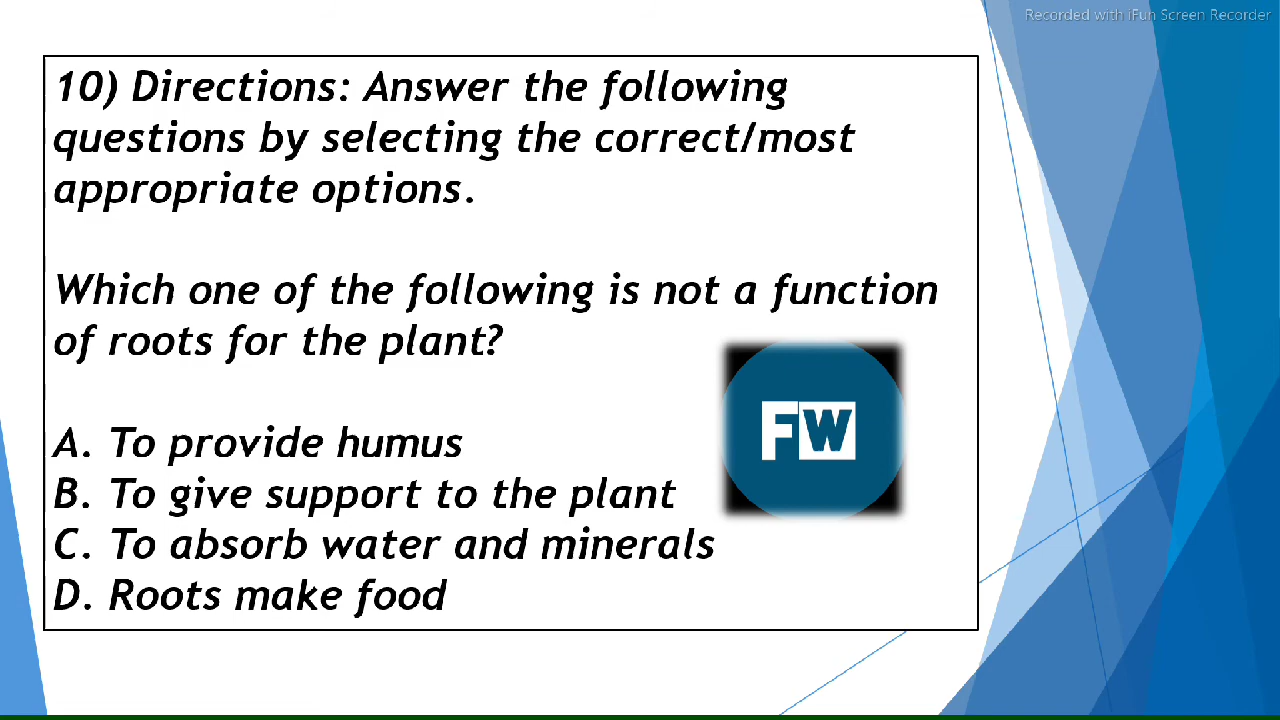 Recorded with iFun Screen Recorder
10) Directions: Answer the following
questions by selecting the correct/most
appropriate options.
Which one of the following is not a function
of roots for the plant?
FW
A. To provide humus
B. To give support to the plant
C. To absorb water and minerals
D. Roots make food